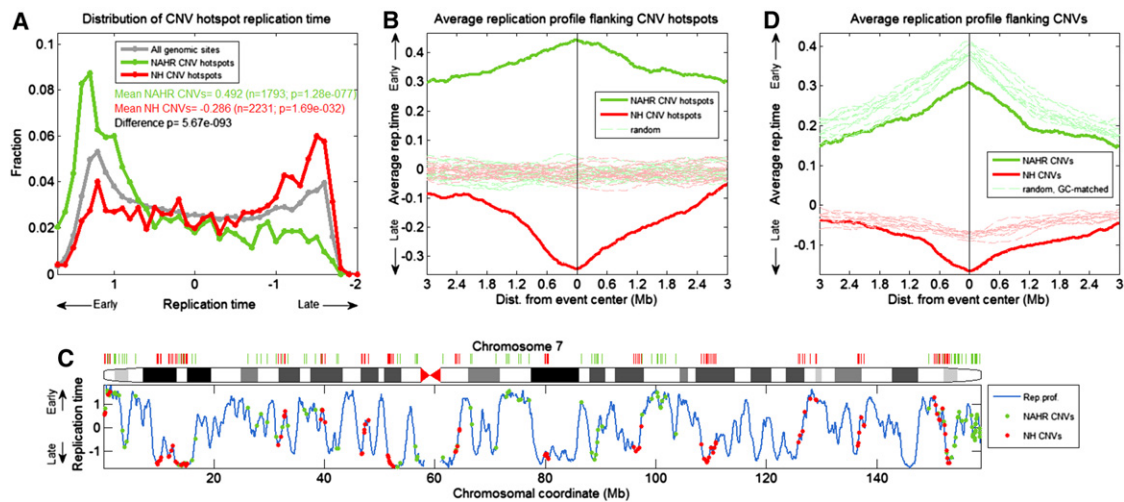 A
Distribution of CNV hotspot replication time
0.1
0.08
0.06
0.04
0.02
0
Fraction
All genomic sites
NAHR CNV hotspots
NH CNV hotspots
Mean NAHR CNVs= 0.492 (n=1793; p=1.28e-077)
Mean NH CNVs= -0.286 (n=2231; p=1.69e-032)
Difference p= 5.67e-093
1 0 -1 -2
Early Replication time Late
B
Average replication profile flanking CNV hotspots
Early
Average rep.time
Late
0.4
0.3
0.2
0.1
0
-0.1
-0.2
-0.3
NAHR CNV hotspots
NH CNV hotspots
random
3 2.4 1.8 1.2 0.6 0 0.6 1.2 1.8 2.4 3
Dist. from event center (Mb)
D
Average replication profile flanking CNVs
Early
Average rep.time
Late
0.4
0.3
0.2
0.1
0
-0.1
NAHR CNVs
NH CNVs
random, GC-matched
3 2.4 1.8 1.2 0.6 0 0.6 1.2 1.8 2.4 3
Dist. from event center (Mb)
C
Chromosome 7
Early
Replication time
Late
1
0
-1
20 40 60 80 100 120 140
Chromosomal coordinate (Mb)
Rep prof.
NAHR CNVs
NH CNVs